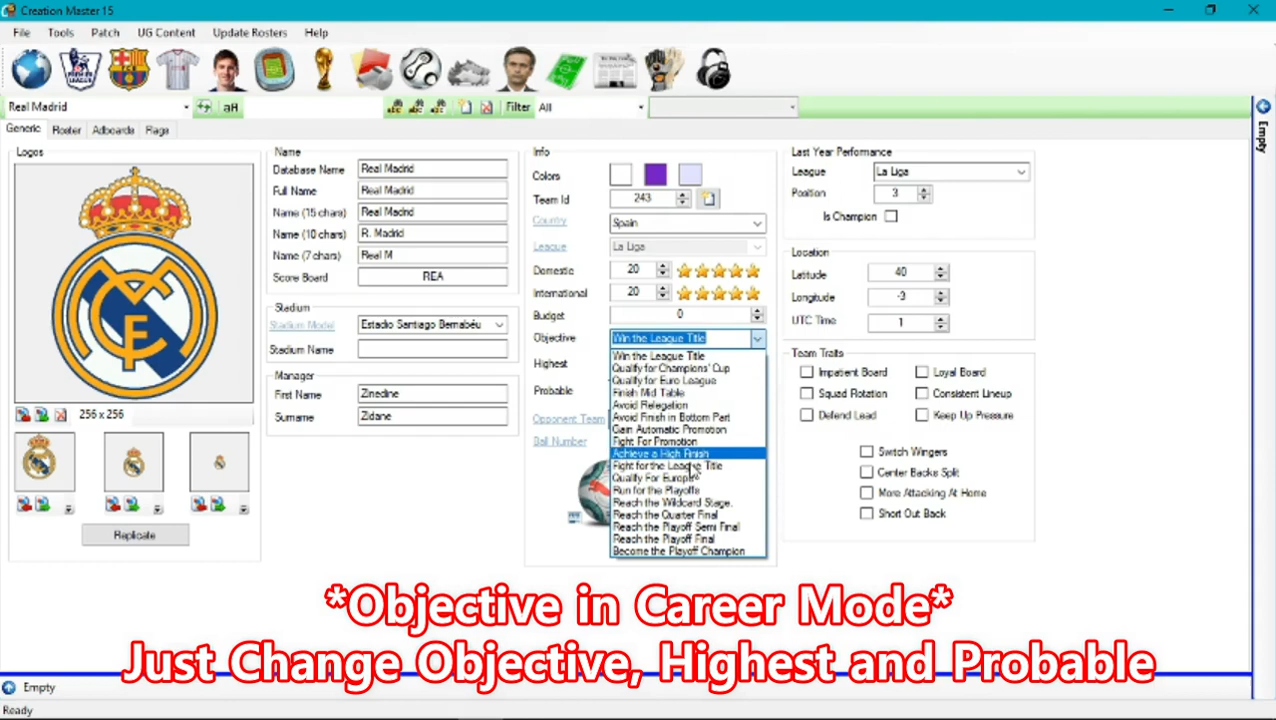 Creation Master 15
File Tools Patch UG Content Update Rosters Help
Real Madrid aA Filter All
Generic Roster Adboards Flags
Empty
Logos
256 x 256
Replicate
Name
Database Name Real Madrid
Full Name Real Madrid
Name (15 chars) Real Madrid
Name (10 chars) R. Madrid
Name (7 chars) Real M
Score Board REA
Stadium
Stadium Model Estadio Santiago Bernabéu
Stadium Name
Manager
First Name Zinedine
Surname Zidane
Info
Colors
Team Id 243
Country Spain
League La Liga
Domestic 20
International 20
Budget 0
Objective Win the League Title
Highest
Probable
Opponent Team
Ball Number
Win the League Title
Qualify for Champions' Cup
Qualify for Euro League
Finish Mid Table
Avoid Relegation
Avoid Finish in Bottom Part
Gain Automatic Promotion
Fight For Promotion
Achieve a High Finish
Fight for the League Title
Qualify For Europe
Run for the Playoffs
Reach the Wildcard Stage.
Reach the Quarter Final
Reach the Playoff Semi Final
Reach the Playoff Final
Become the Playoff Champion
Last Year Performance
League La Liga
Position 3
Is Champion
Location
Latitude 40
Longitude -3
UTC Time 1
Team Traits
Impatient Board Loyal Board
Squad Rotation Consistent Lineup
Defend Lead Keep Up Pressure
Switch Wingers
Center Backs Split
More Attacking At Home
Short Out Back
*Objective in Career Mode*
Just Change Objective, Highest and Probable
Empty
Ready